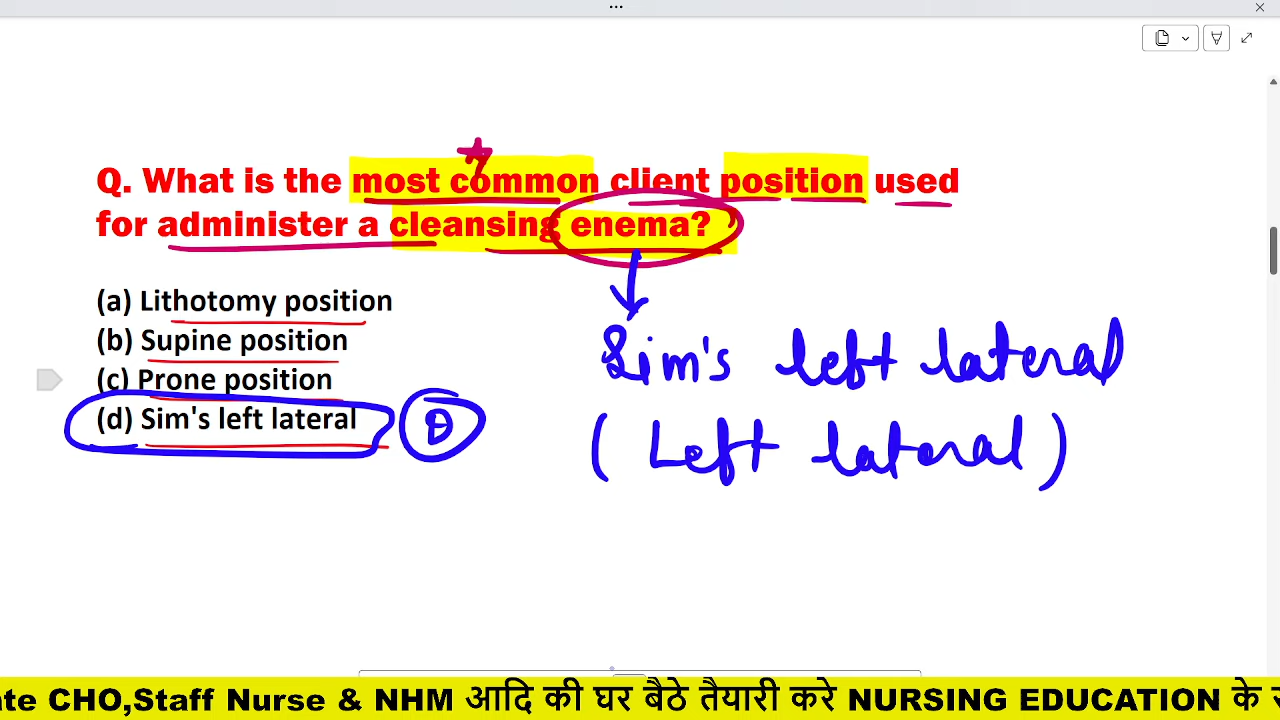 Q. What is the most common client position used
for administer a cleansing enema?
(a) Lithotomy position
(b) Supine position
(c) Prone position
(d) Sim's left lateral
D
Sim's left lateral
(Left lateral)
CHO,Staff Nurse & NHM आदि की घर बैठे तैयारी करे NURSING EDUCATION के